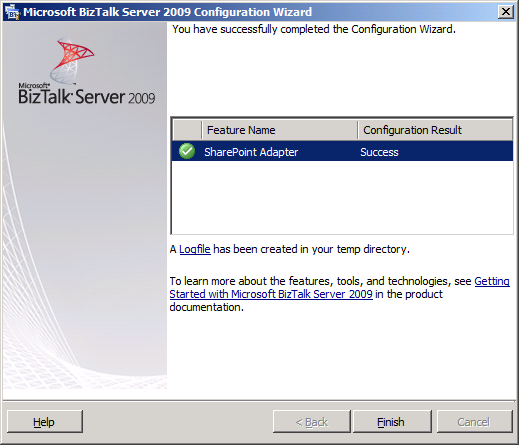 Microsoft BizTalk Server 2009 Configuration Wizard
You have successfully completed the Configuration Wizard.
Microsoft®
BizTalk® Server 2009
Feature Name Configuration Result
SharePoint Adapter Success
A Logfile has been created in your temp directory.
To learn more about the features, tools, and technologies, see Getting
Started with Microsoft BizTalk Server 2009 in the product
documentation.
Help < Back Finish Cancel